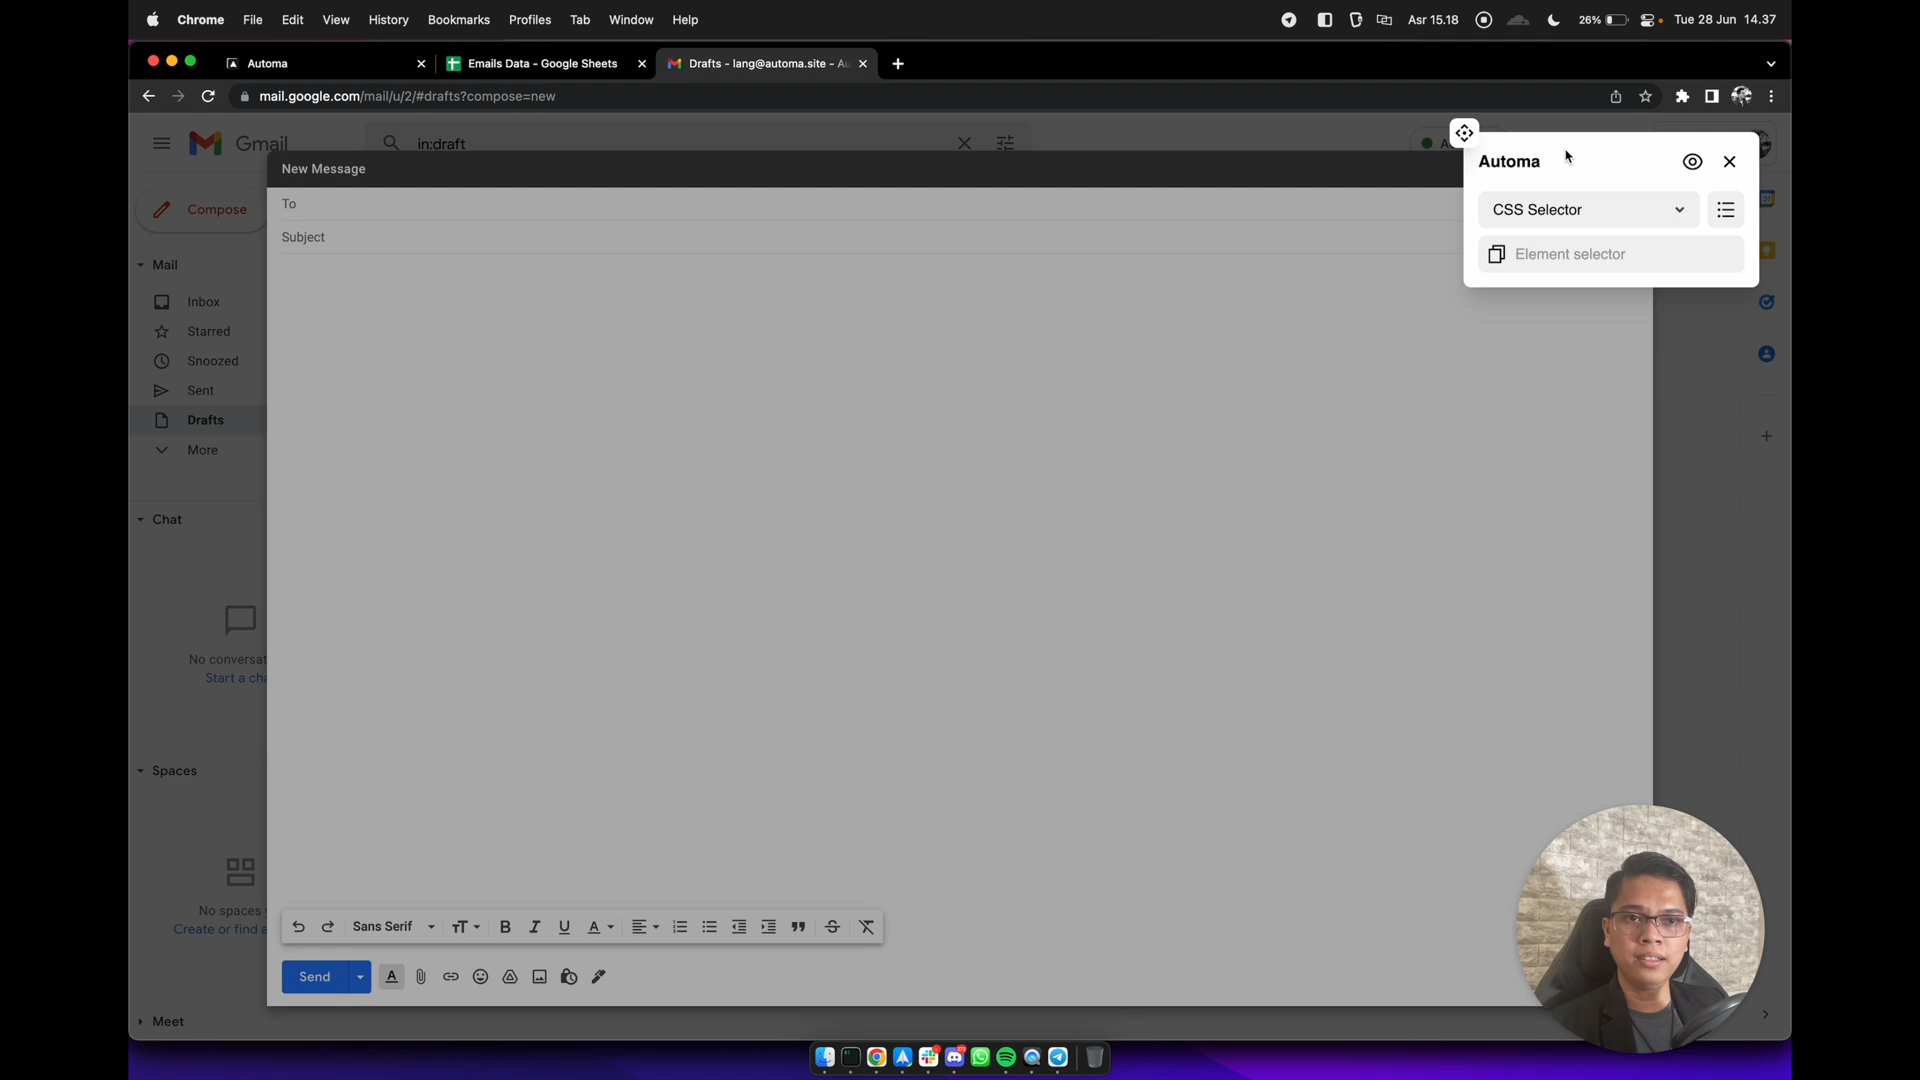 Chrome File Edit View History Bookmarks Profiles Tab Window Help
Asr 15.18 26% Tue 28 Jun 14.37
Automa
Emails Data - Google Sheets
Drafts - lang@automa.site - Au
mail.google.com/mail/u/2/#drafts?compose=new
Gmail
in:draft
Compose
Mail
Inbox
Starred
Snoozed
Sent
Drafts
More
Chat
No conversat
Start a cha
Spaces
No spaces
Create or find a
Meet
New Message
To
Subject
Sans Serif
Send
Automa
CSS Selector
Element selector